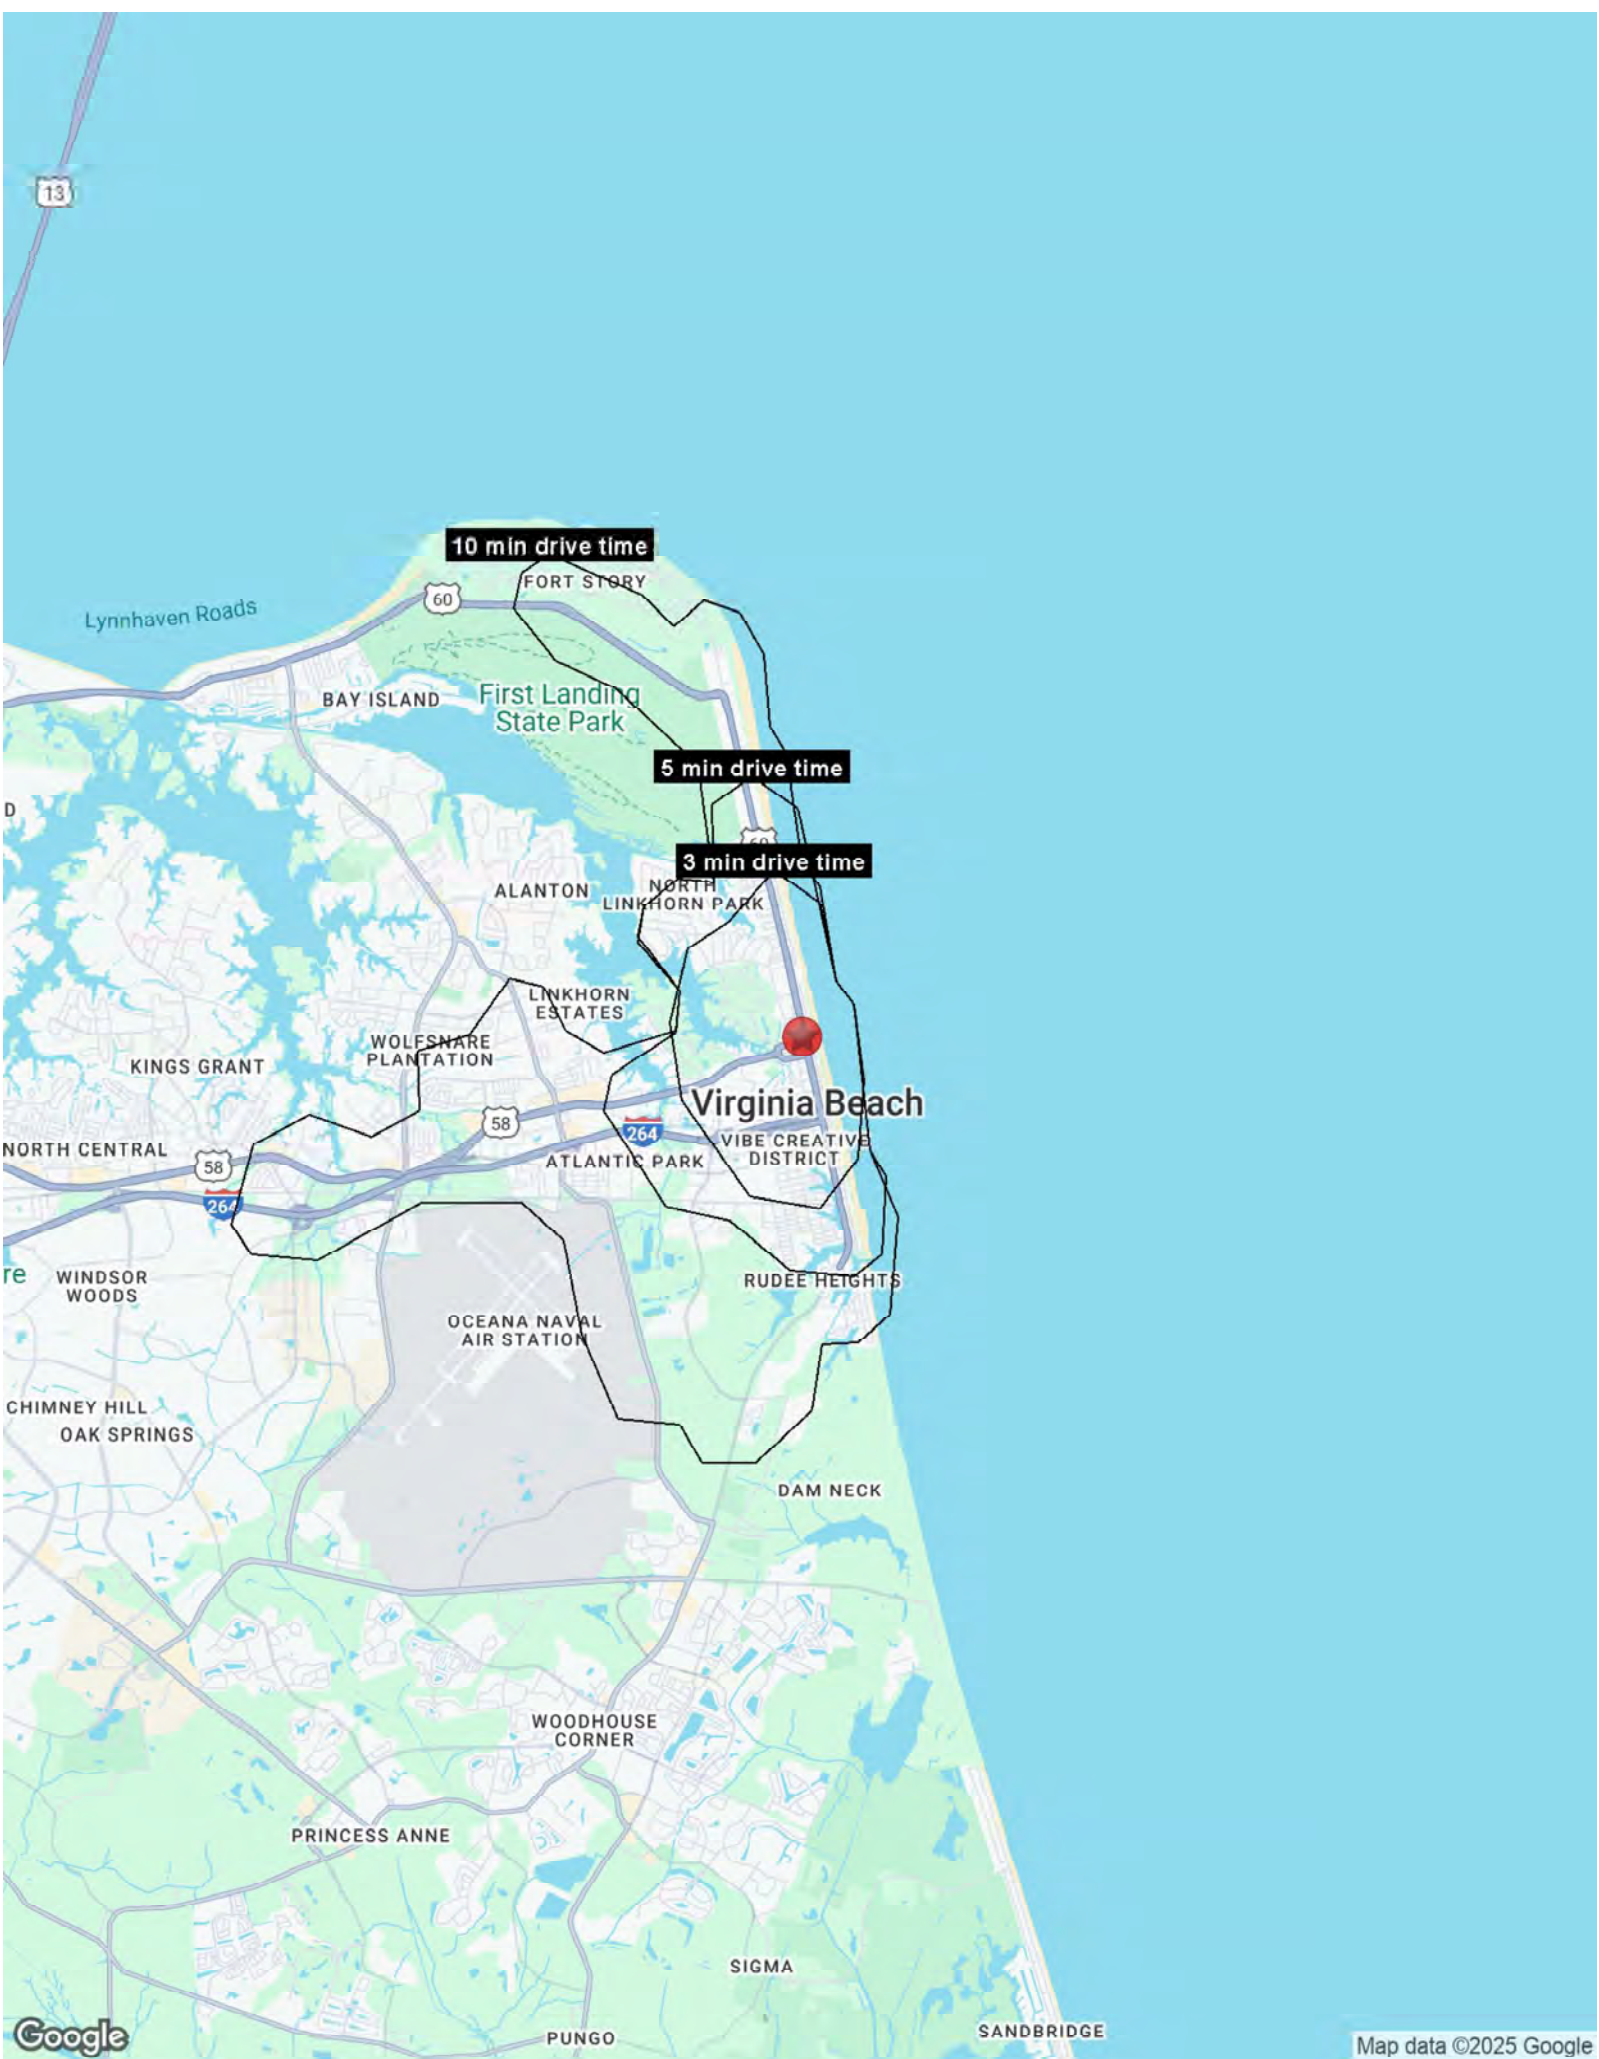 13
10 min drive time
FORT STORY
60
Lynnhaven Roads
BAY ISLAND
First Landing
State Park
5 min drive time
D
60
3 min drive time
ALANTON
NORTH
LINKHORN PARK
LINKHORN
ESTATES
WOLFSNARE
PLANTATION
KINGS GRANT
Virginia Beach
58
264
VIBE CREATIVE
DISTRICT
NORTH CENTRAL
58
ATLANTIC PARK
264
re
WINDSOR
WOODS
RUDEE HEIGHTS
OCEANA NAVAL
AIR STATION
CHIMNEY HILL
OAK SPRINGS
DAM NECK
WOODHOUSE
CORNER
PRINCESS ANNE
SIGMA
SANDBRIDGE
PUNGO
Google
Map data ©2025 Google